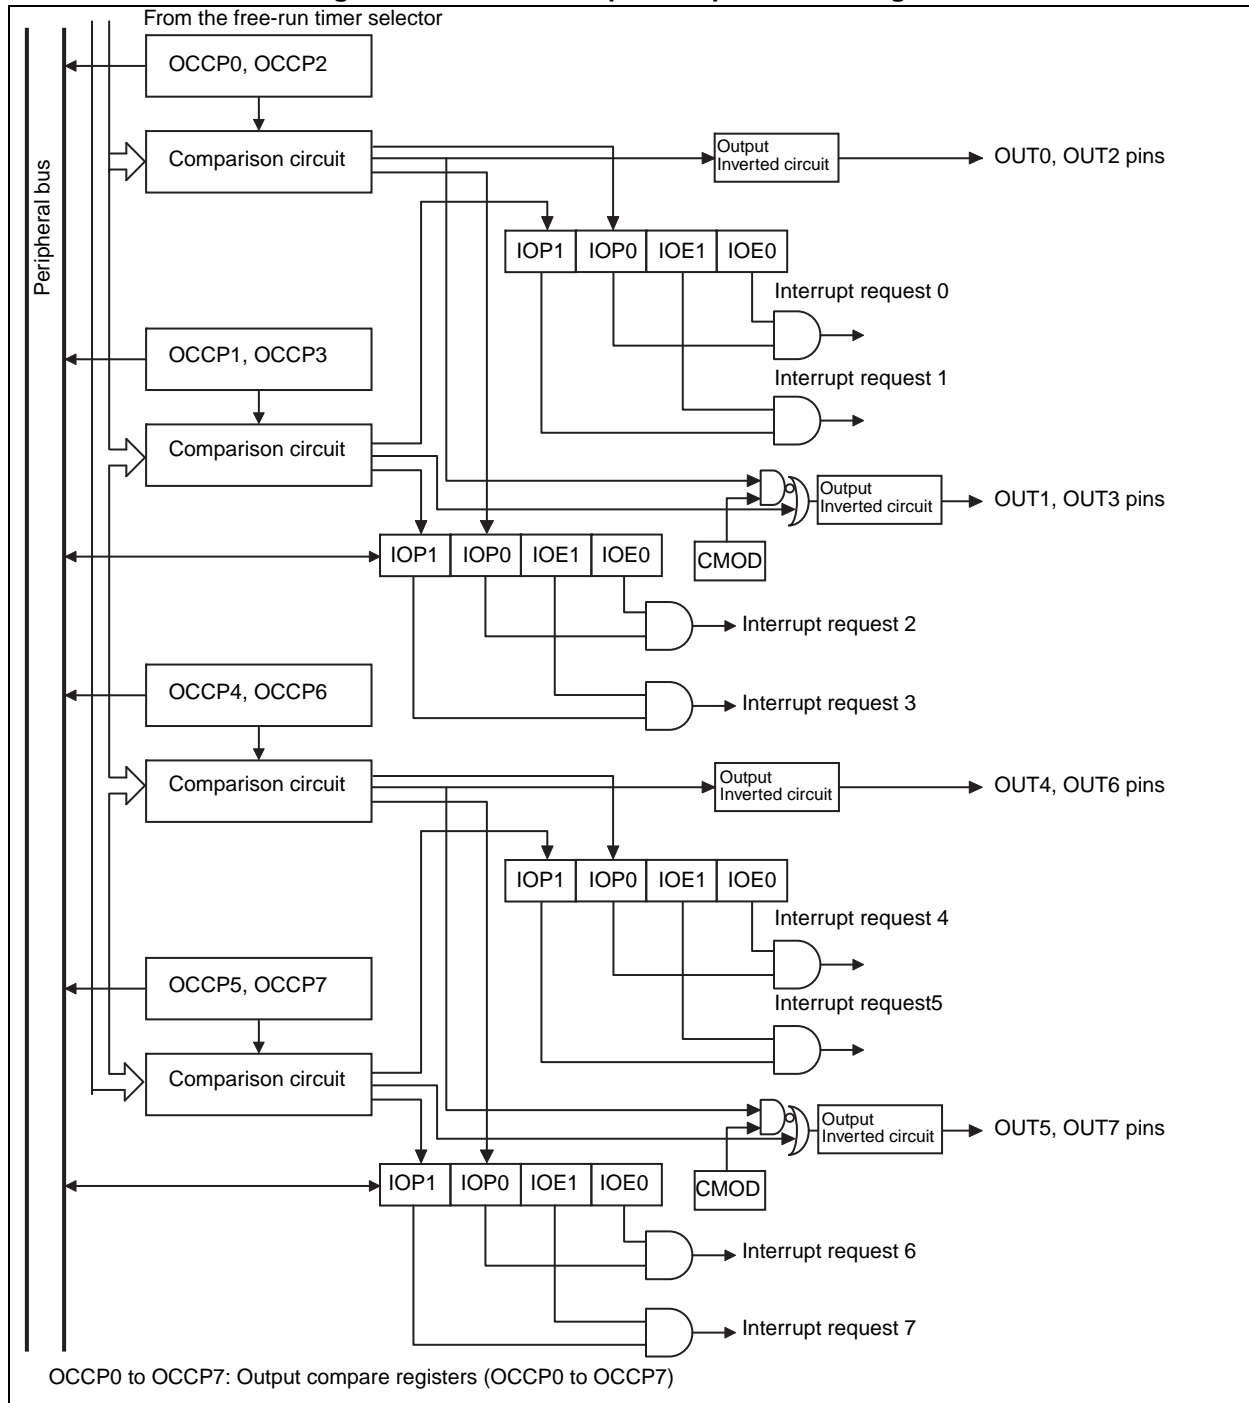 From the free-run timer selector
OCCP0, OCCP2
Peripheral bus
Comparison circuit
Output
Inverted circuit
OUT0, OUT2 pins
IOP1 IOP0 IOE1 IOE0
Interrupt request 0
OCCP1, OCCP3
Interrupt request 1
Comparison circuit
Output
Inverted circuit
OUT1, OUT3 pins
IOP1 IOP0 IOE1 IOE0
CMOD
Interrupt request 2
OCCP4, OCCP6
Interrupt request 3
Comparison circuit
Output
Inverted circuit
OUT4, OUT6 pins
IOP1 IOP0 IOE1 IOE0
Interrupt request 4
OCCP5, OCCP7
Interrupt request5
Comparison circuit
Output
Inverted circuit
OUT5, OUT7 pins
IOP1 IOP0 IOE1 IOE0
CMOD
Interrupt request 6
Interrupt request 7
OCCP0 to OCCP7: Output compare registers (OCCP0 to OCCP7)